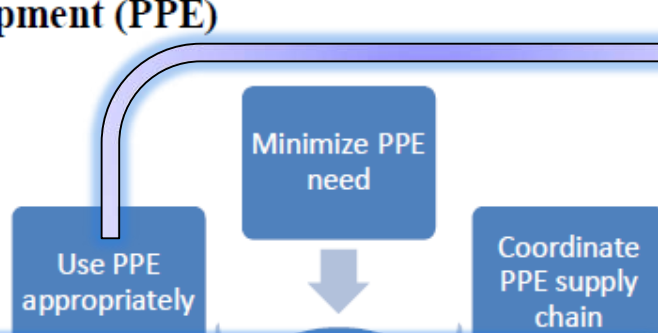 pment (PPE)
Minimize PPE
need
Use PPE
appropriately
Coordinate
PPE supply
chain